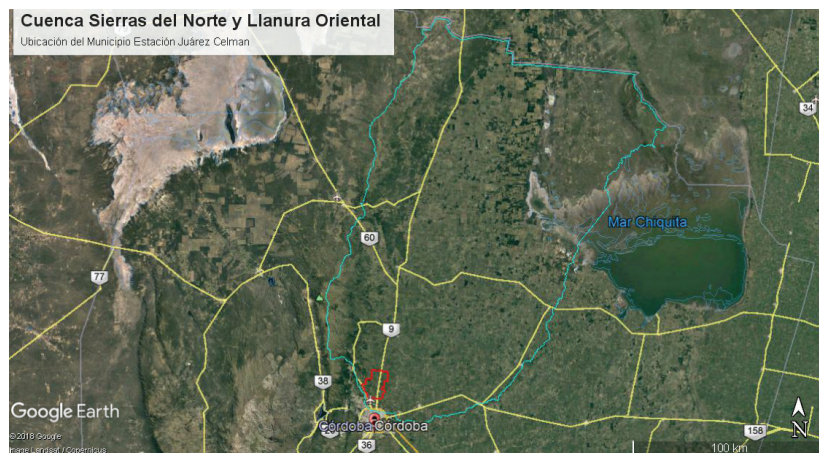 Cuenca Sierras del Norte y Llanura Oriental
Ubicación del Municipio Estación Juárez Celman
34
Mar Chiquita
60
77
9
38
Google Earth
N
Córdoba Cordoba
© 2018 Google
Image Landsat / Copernicus
36
158
100 km